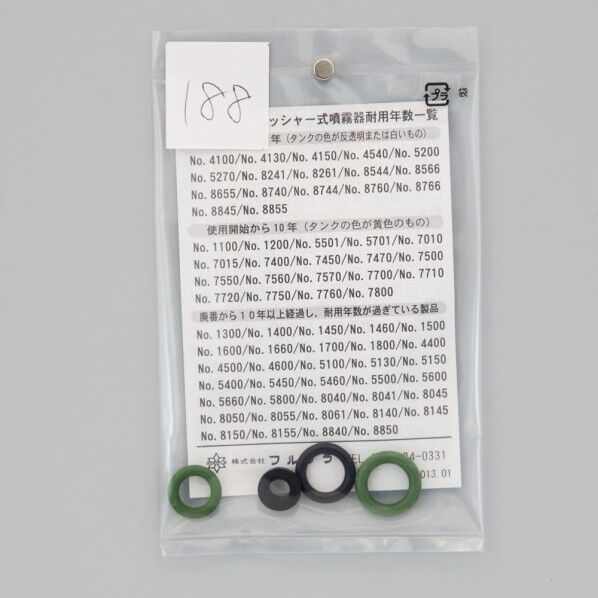 188
プラ 袋
ッシャー式噴霧器耐用年数一覧
年（タンクの色が反透明または白いもの）
No. 4100/No. 4130/No. 4150/No. 4540/No. 5200
No. 5270/No. 8241/No. 8261/No. 8544/No. 8566
No. 8655/No. 8740/No. 8744/No. 8760/No. 8766
No. 8845/No. 8855
使用開始から10年（タンクの色が黄色のもの）
No. 1100/No. 1200/No. 5501/No. 5701/No. 7010
No. 7015/No. 7400/No. 7450/No. 7470/No. 7500
No. 7550/No. 7560/No. 7570/No. 7700/No. 7710
No. 7720/No. 7750/No. 7760/No. 7800
廃番から10年以上経過し、耐用年数が過ぎている製品
No. 1300/No. 1400/No. 1450/No. 1460/No. 1500
No. 1600/No. 1660/No. 1700/No. 1800/No. 4400
No. 4500/No. 4600/No. 5100/No. 5130/No. 5150
No. 5400/No. 5450/No. 5460/No. 5500/No. 5600
No. 5660/No. 5800/No. 8040/No. 8041/No. 8045
No. 8050/No. 8055/No. 8061/No. 8140/No. 8145
No. 8150/No. 8155/No. 8840/No. 8850
株式会社 フル TEL 84-0331
013.01